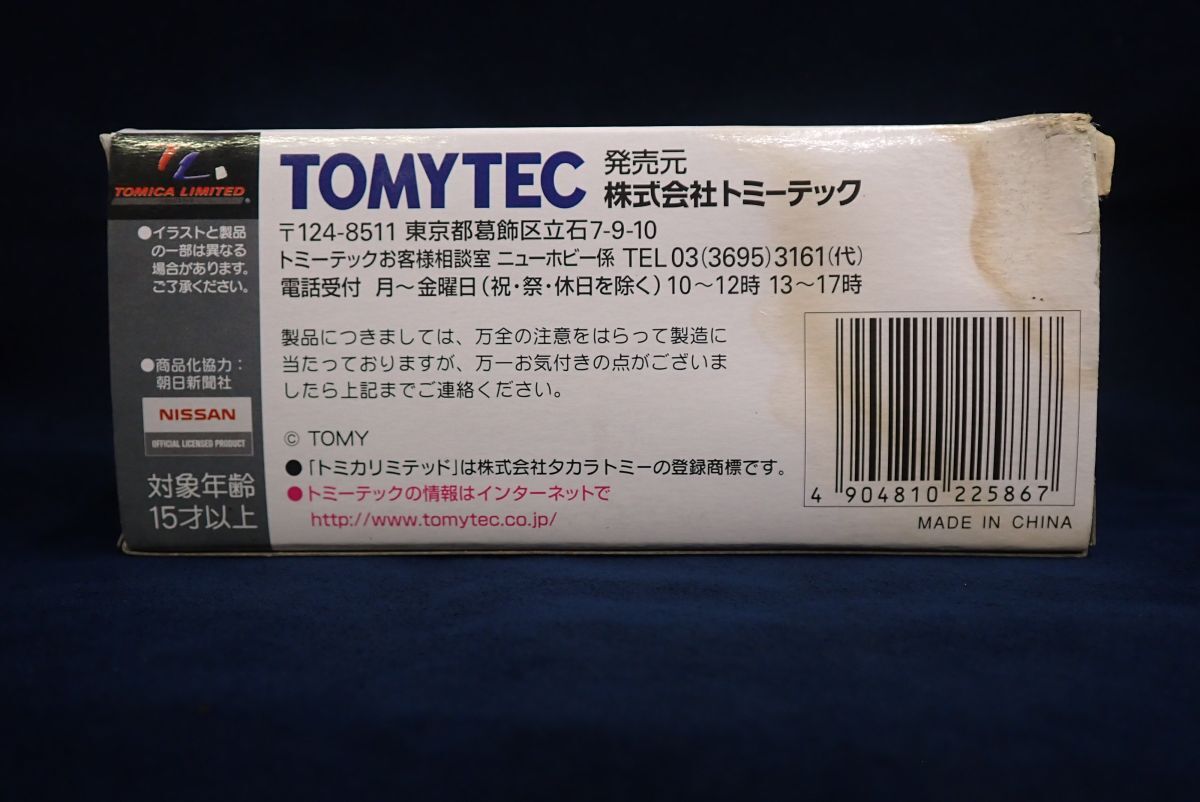 TOMICA LIMITED
●イラストと製品
の一部は異なる
場合があります。
ご了承ください。
●商品化協力：
朝日新聞社
NISSAN
OFFICIAL LICENSED PRODUCT
対象年齢
15才以上
TOMYTEC
発売元
株式会社トミーテック
〒124-8511 東京都葛飾区立石7-9-10
トミーテックお客様相談室 ニューホビー係 TEL 03(3695)3161(代)
電話受付 月～金曜日(祝・祭・休日を除く)10～12時 13～17時
製品につきましては、万全の注意をはらって製造に
当たっておりますが、万一お気付きの点がございま
したら上記までご連絡ください。
© TOMY
●「トミカリミテッド」は株式会社タカラトミーの登録商標です。
●トミーテックの情報はインターネットで
http://www.tomytec.co.jp/
4 904810 225867
MADE IN CHINA